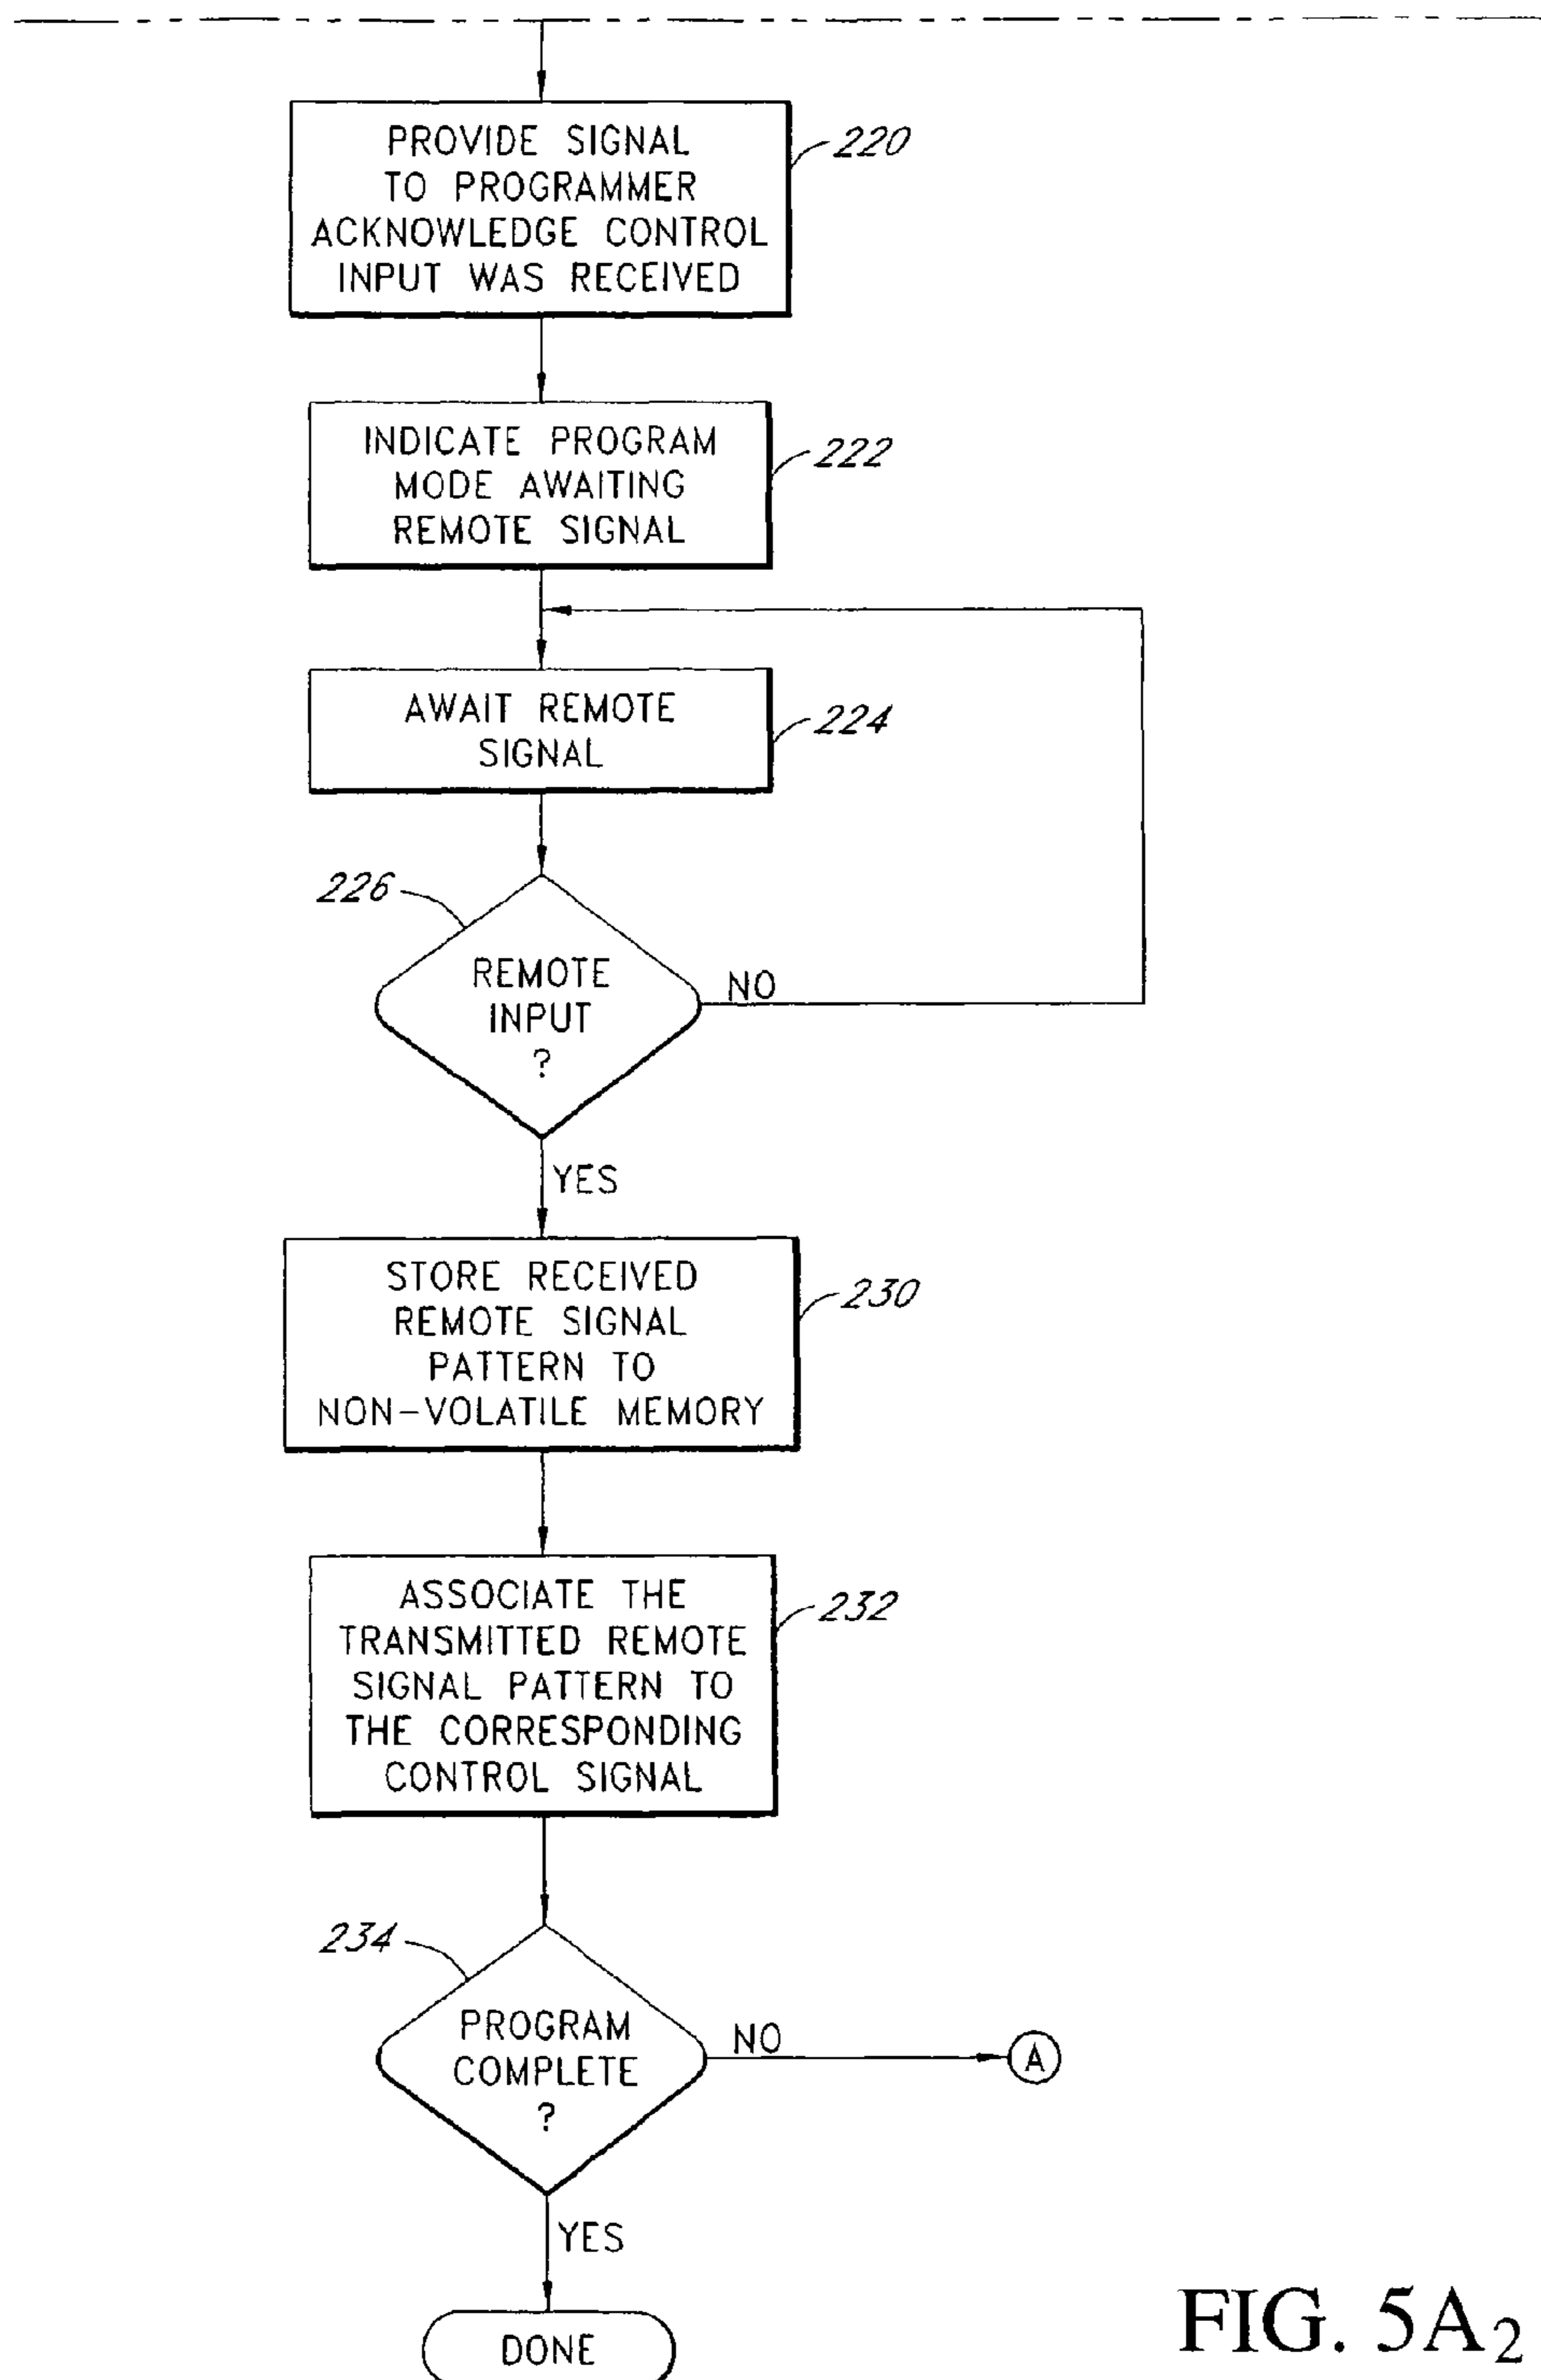 PROVIDE SIGNAL
TO PROGRAMMER
ACKNOWLEDGE CONTROL
INPUT WAS RECEIVED
220
INDICATE PROGRAM
MODE AWAITING
REMOTE SIGNAL
222
AWAIT REMOTE
SIGNAL
224
226
REMOTE
INPUT
?
NO
YES
STORE RECEIVED
REMOTE SIGNAL
PATTERN TO
NON-VOLATILE MEMORY
230
ASSOCIATE THE
TRANSMITTED REMOTE
SIGNAL PATTERN TO
THE CORRESPONDING
CONTROL SIGNAL
232
234
PROGRAM
COMPLETE
?
NO
A
YES
DONE
FIG. 5A2